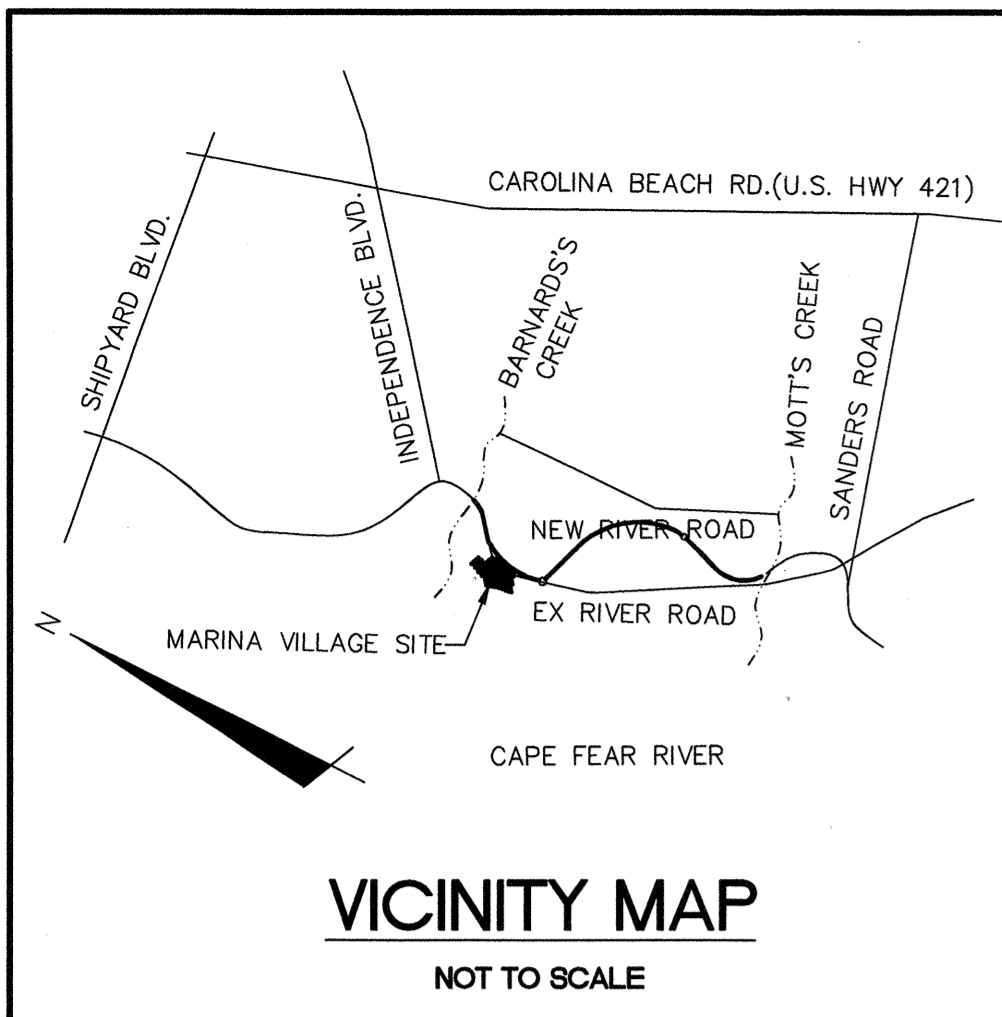 CAROLINA BEACH RD.(U.S. HWY 421)
SHIPYARD BLVD.
INDEPENDENCE BLVD.
BARNARDS'S
CREEK
MOTT'S CREEK
SANDERS ROAD
NEW RIVER ROAD
EX RIVER ROAD
MARINA VILLAGE SITE
N
CAPE FEAR RIVER
VICINITY MAP
NOT TO SCALE